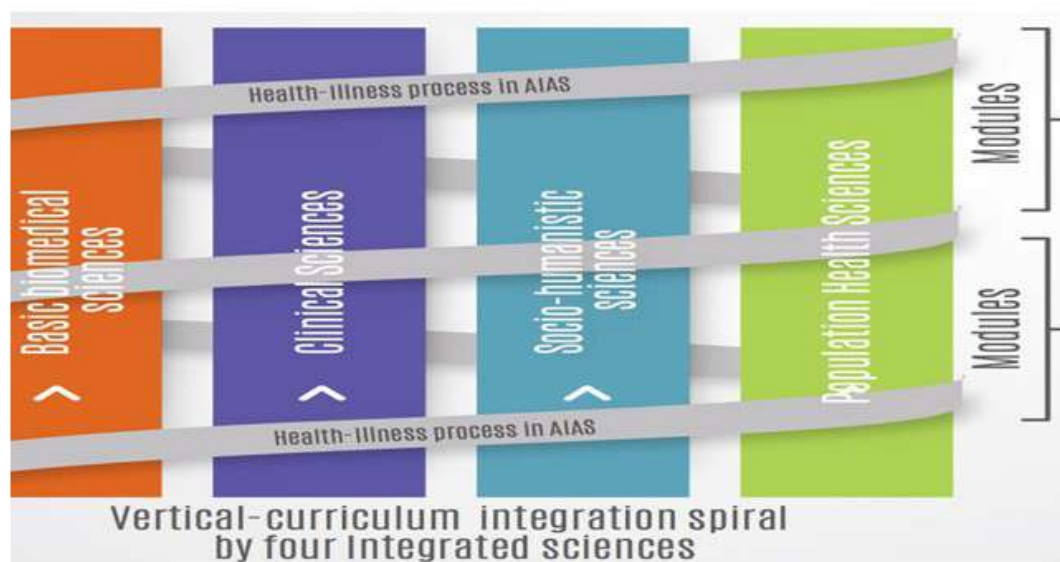 Health-illness process in AIAS
Modules
Basic biomedical
sciences
Clinical Sciences
Socio-humanistic
sciences
Population Health Sciences
Modules
Health-illness process in AIAS
Vertical-curriculum integration spiral
by four Integrated sciences